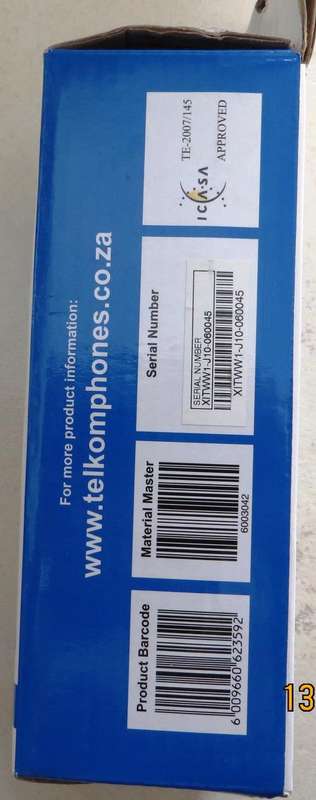 For more product information:
www.telkomphones.co.za
Product Barcode
6 009660 623592
Material Master
6003042
Serial Number
SERIAL NUMBER
XITWW1-J10-060045
XITWW1-J10-060045
ICASA
TE-2007/145
APPROVED
13